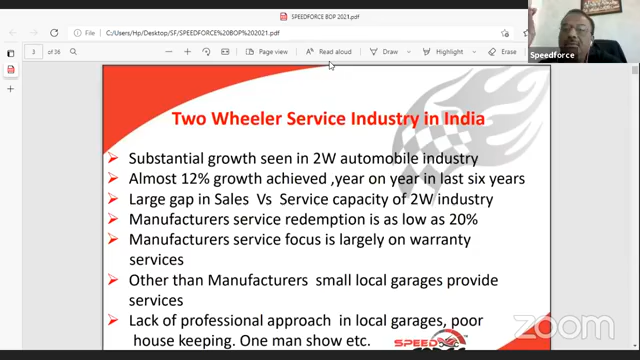 SPEEDFORCE BOP 2021.pdf
C:/Users/Hp/Desktop/SF/SPEEDFORCE%20BOP%202021.pdf
3 of 36
Page view
Read aloud
Draw
Highlight
Erase
Speedforce
Two Wheeler Service Industry in India
Substantial growth seen in 2W automobile industry
Almost 12% growth achieved ,year on year in last six years
Large gap in Sales Vs Service capacity of 2W industry
Manufacturers service redemption is as low as 20%
Manufacturers service focus is largely on warranty
services
Other than Manufacturers small local garages provide
services
Lack of professional approach in local garages, poor
house keeping. One man show etc.
SPEED
zoom